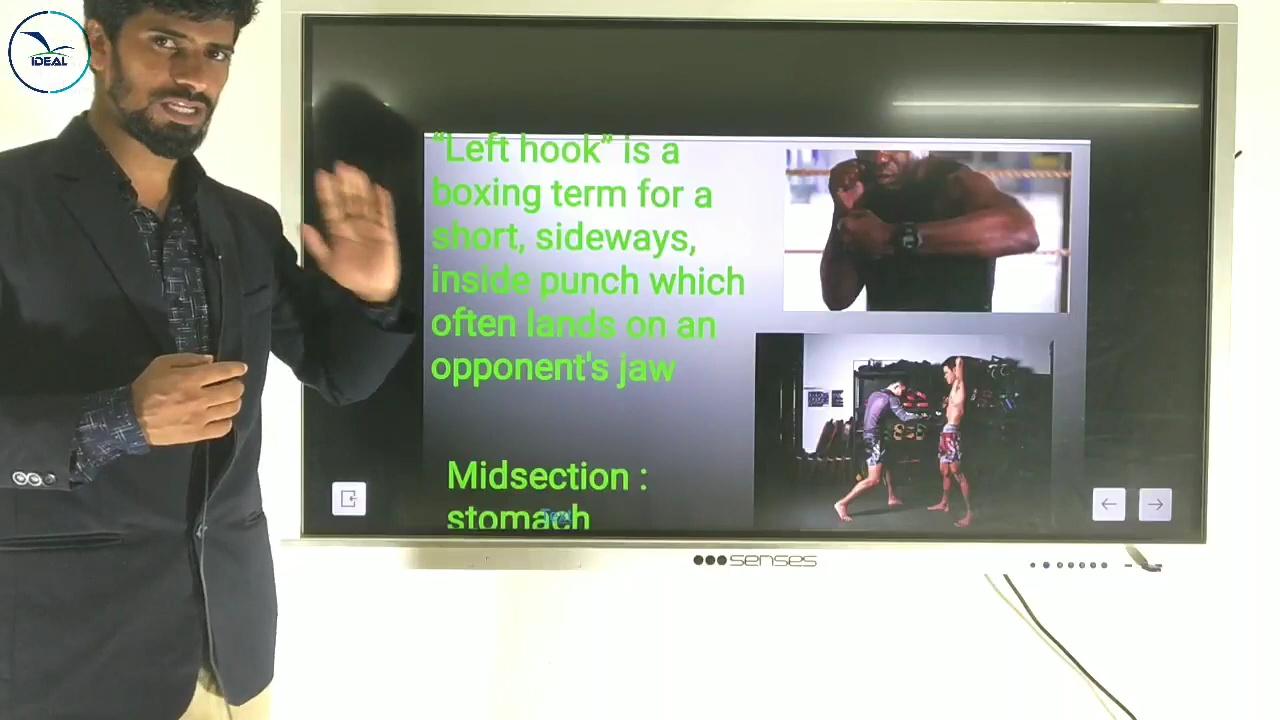 IDEAL
“Left hook” is a
boxing term for a
short, sideways,
inside punch which
often lands on an
opponent's jaw
Midsection :
stomach
Text
senses